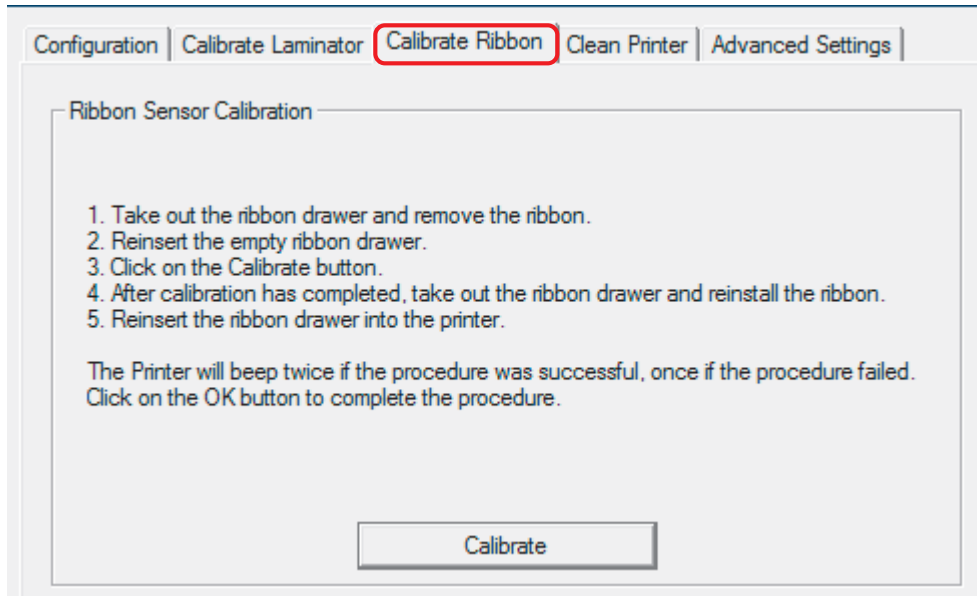 Configuration Calibrate Laminator Calibrate Ribbon Clean Printer Advanced Settings
Ribbon Sensor Calibration
1. Take out the ribbon drawer and remove the ribbon.
2. Reinsert the empty ribbon drawer.
3. Click on the Calibrate button.
4. After calibration has completed, take out the ribbon drawer and reinstall the ribbon.
5. Reinsert the ribbon drawer into the printer.
The Printer will beep twice if the procedure was successful, once if the procedure failed.
Click on the OK button to complete the procedure.
Calibrate